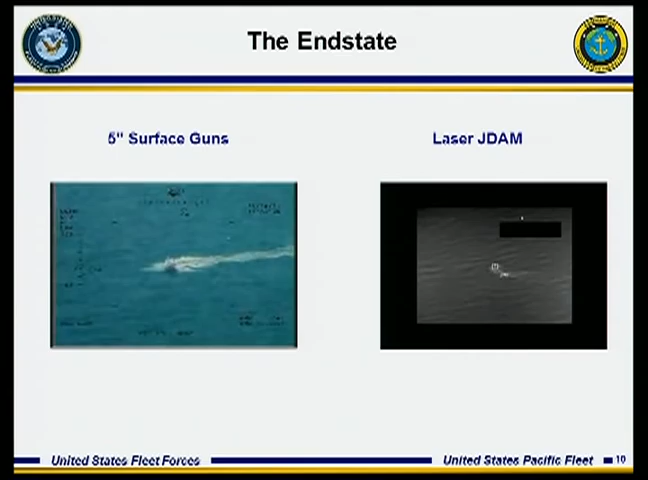 The Endstate
5" Surface Guns
Laser JDAM
United States Fleet Forces
United States Pacific Fleet
10